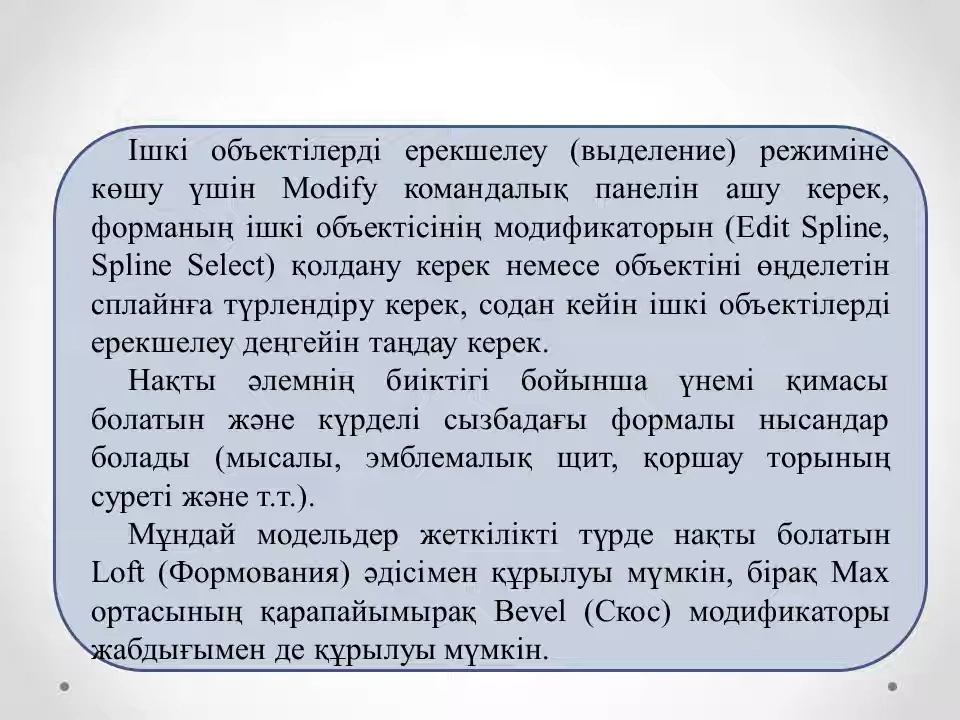 Ішкі объектілерді ерекшелеу (выделение) режиміне
көшу үшін Modify командалық панелін ашу керек,
форманың ішкі объектісінің модификаторын (Edit Spline,
Spline Select) қолдану керек немесе объектіні өңделетін
сплайнға түрлендіру керек, содан кейін ішкі объектілерді
ерекшелеу деңгейін таңдау керек.
Нақты әлемнің биіктігі бойынша үнемі қимасы
болатын және күрделі сызбадағы формалы нысандар
болады (мысалы, эмблемалық щит, қоршау торының
суреті және т.т.).
Мұндай модельдер жеткілікті түрде нақты болатын
Loft (Формования) әдісімен құрылуы мүмкін, бірақ Max
ортасының қарапайымырақ Bevel (Скос) модификаторы
жабдығымен де құрылуы мүмкін.